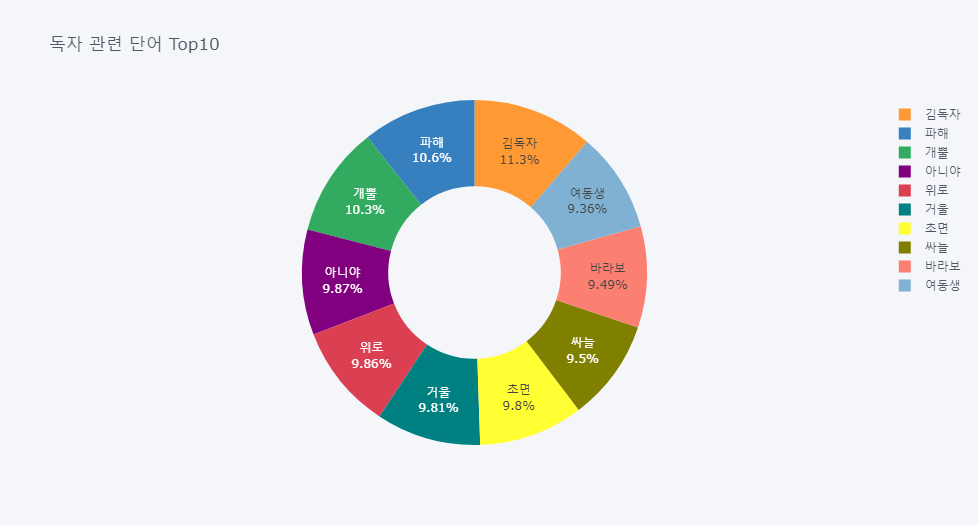 독자 관련 단어 Top10
김독자
11.3%
여동생
9.36%
바라보
9.49%
싸늘
9.5%
초면
9.8%
거울
9.81%
위로
9.86%
아니야
9.87%
개뿔
10.3%
파해
10.6%
김독자
파해
개뿔
아니야
위로
거울
초면
싸늘
바라보
여동생